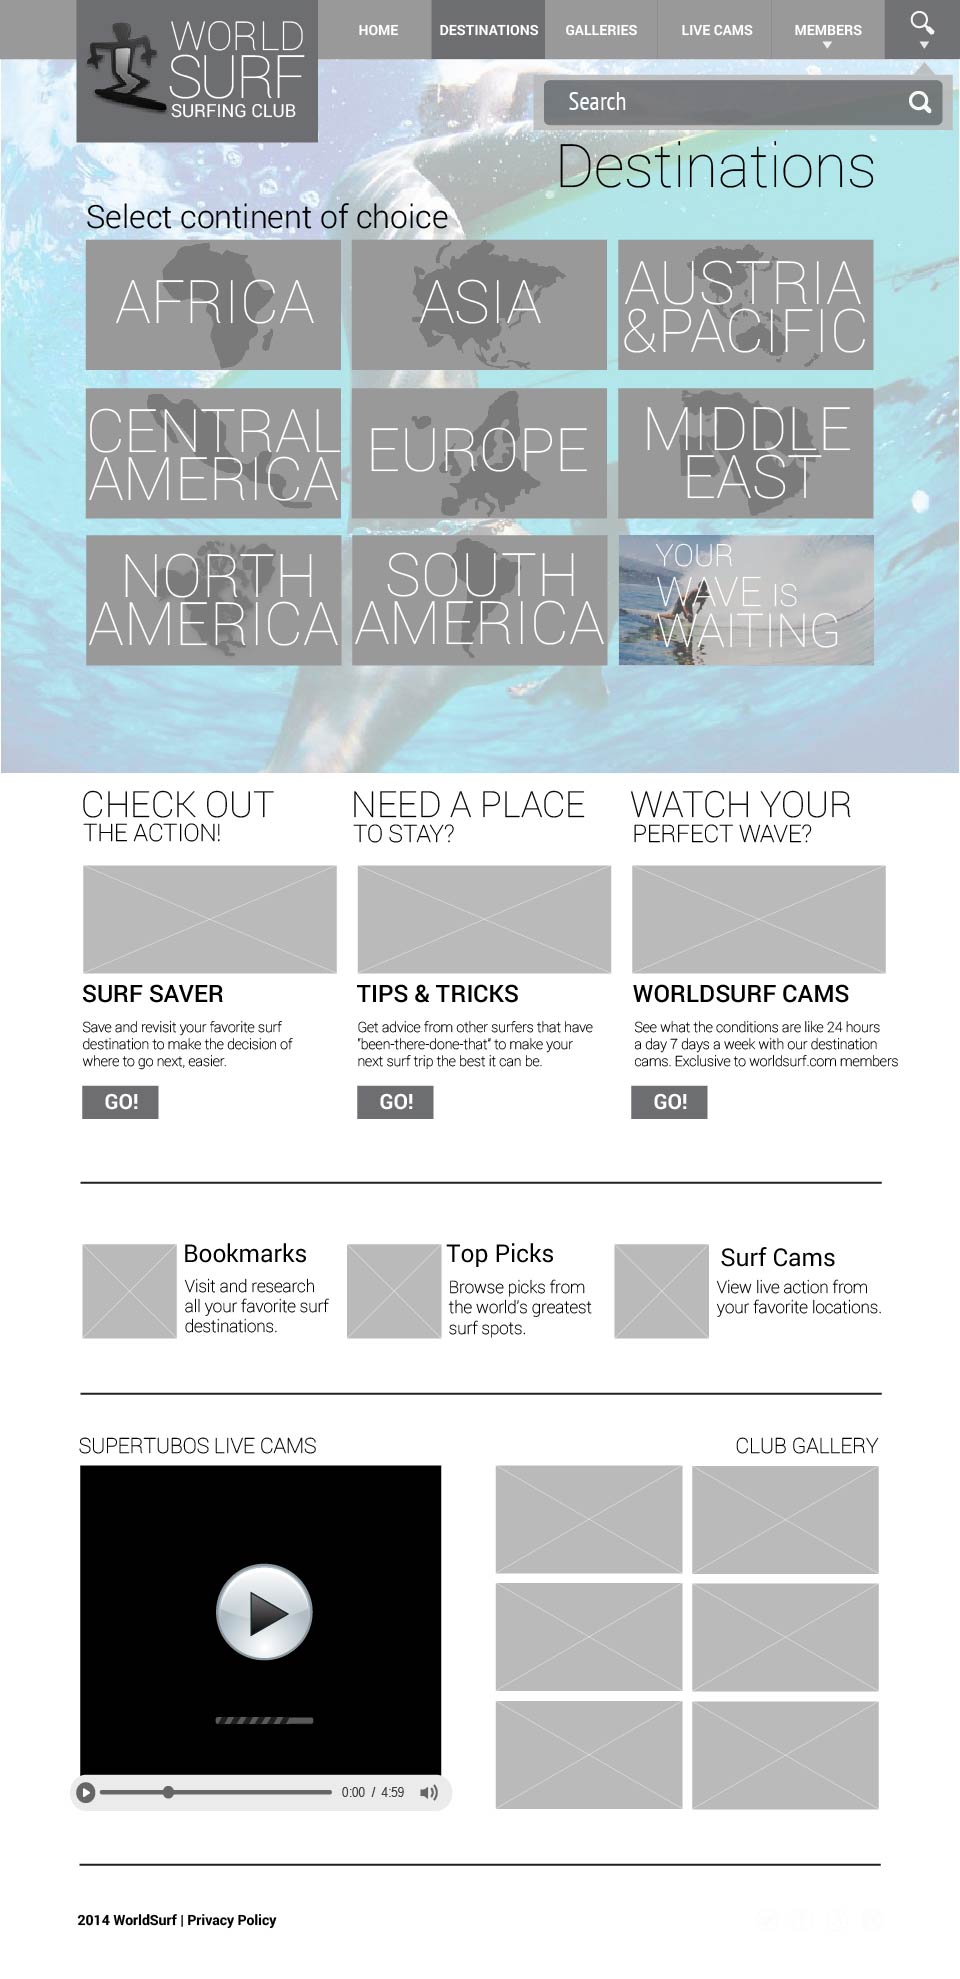 WORLD
SURF
SURFING CLUB
HOME
DESTINATIONS
GALLERIES
LIVE CAMS
MEMBERS
Search
Destinations
Select continent of choice
AFRICA
ASIA
AUSTRIA
&PACIFIC
CENTRAL
AMERICA
EUROPE
MIDDLE
EAST
NORTH
AMERICA
SOUTH
AMERICA
YOUR
WAVE IS
WAITING
CHECK OUT
THE ACTION!
NEED A PLACE
TO STAY?
WATCH YOUR
PERFECT WAVE?
SURF SAVER
Save and revisit your favorite surf
destination to make the decision of
where to go next, easier.
GO!
TIPS & TRICKS
Get advice from other surfers that have
"been-there-done-that" to make your
next surf trip the best it can be.
GO!
WORLDSURF CAMS
See what the conditions are like 24 hours
a day 7 days a week with our destination
cams. Exclusive to worldsurf.com members
GO!
Bookmarks
Visit and research
all your favorite surf
destinations.
Top Picks
Browse picks from
the world's greatest
surf spots.
Surf Cams
View live action from
your favorite locations.
SUPERTUBOS LIVE CAMS
0:00 / 4:59
CLUB GALLERY
2014 WorldSurf | Privacy Policy